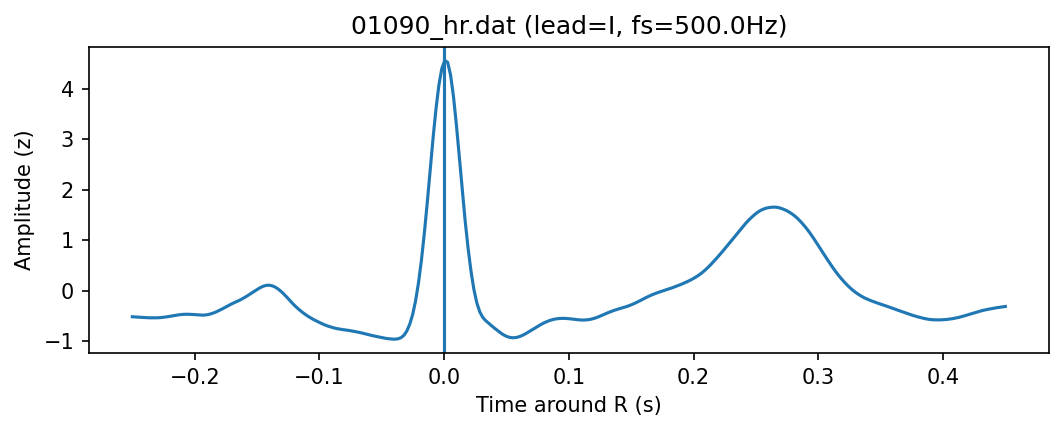 01090_hr.dat (lead=I, fs=500.0Hz)
Amplitude (z)
4
3
2
1
0
−1
−0.2 −0.1 0.0 0.1 0.2 0.3 0.4
Time around R (s)